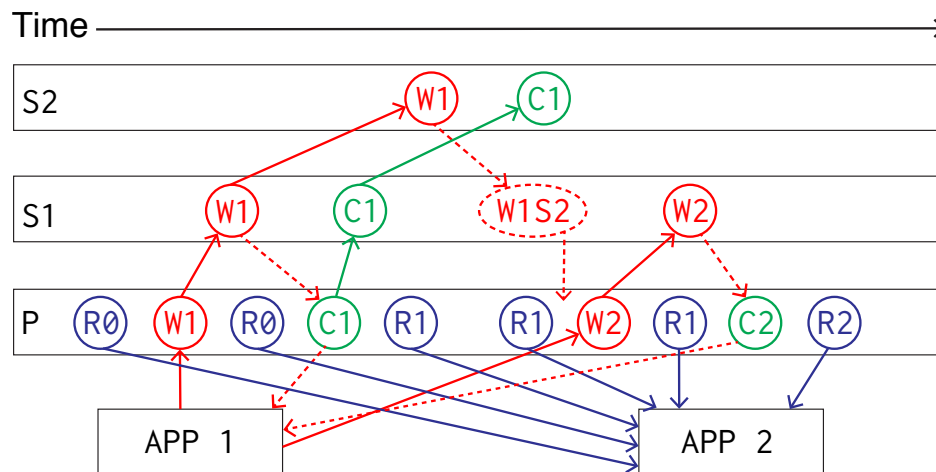 Time
S2 W1 C1
S1 W1 C1 W1S2 W2
P R0 W1 R0 C1 R1 R1 W2 R1 C2 R2
APP 1 APP 2